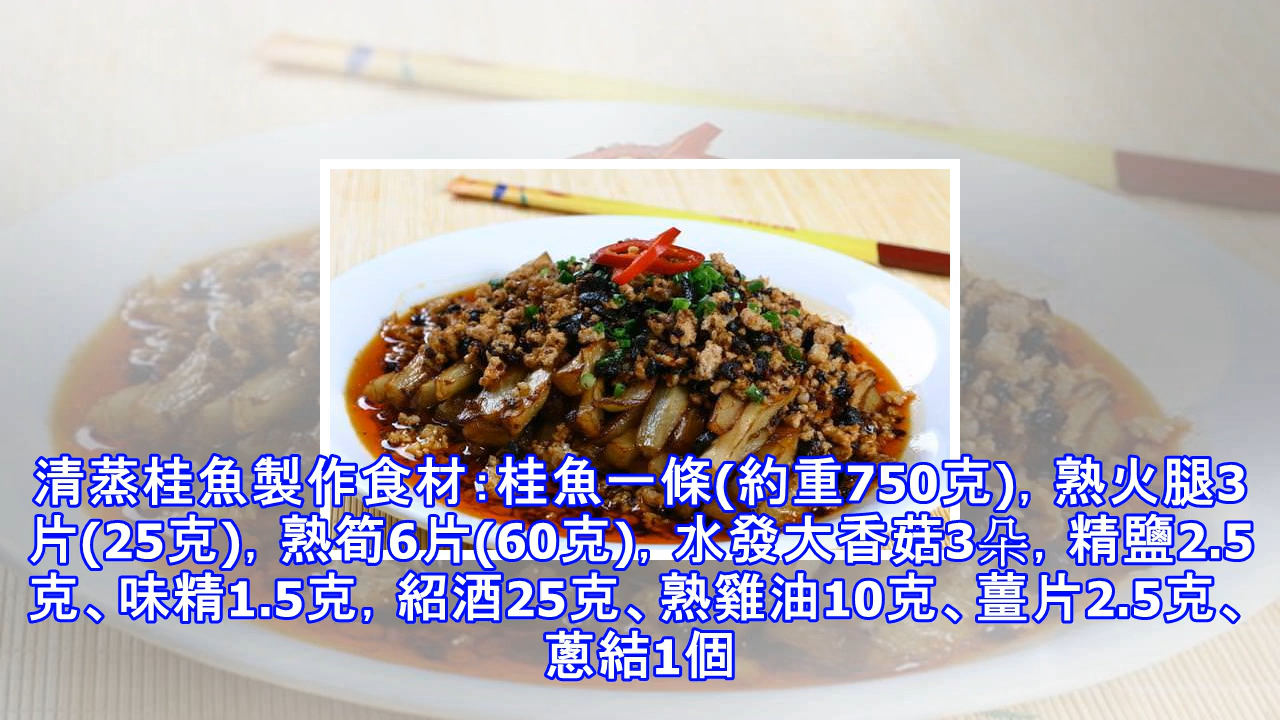 清蒸桂魚製作食材:桂魚一條(約重750克), 熟火腿3
片(25克), 熟筍6片(60克), 水發大香菇3朵, 精鹽2.5
克、味精1.5克, 紹酒25克、熟雞油10克、薑片2.5克、
蔥結1個